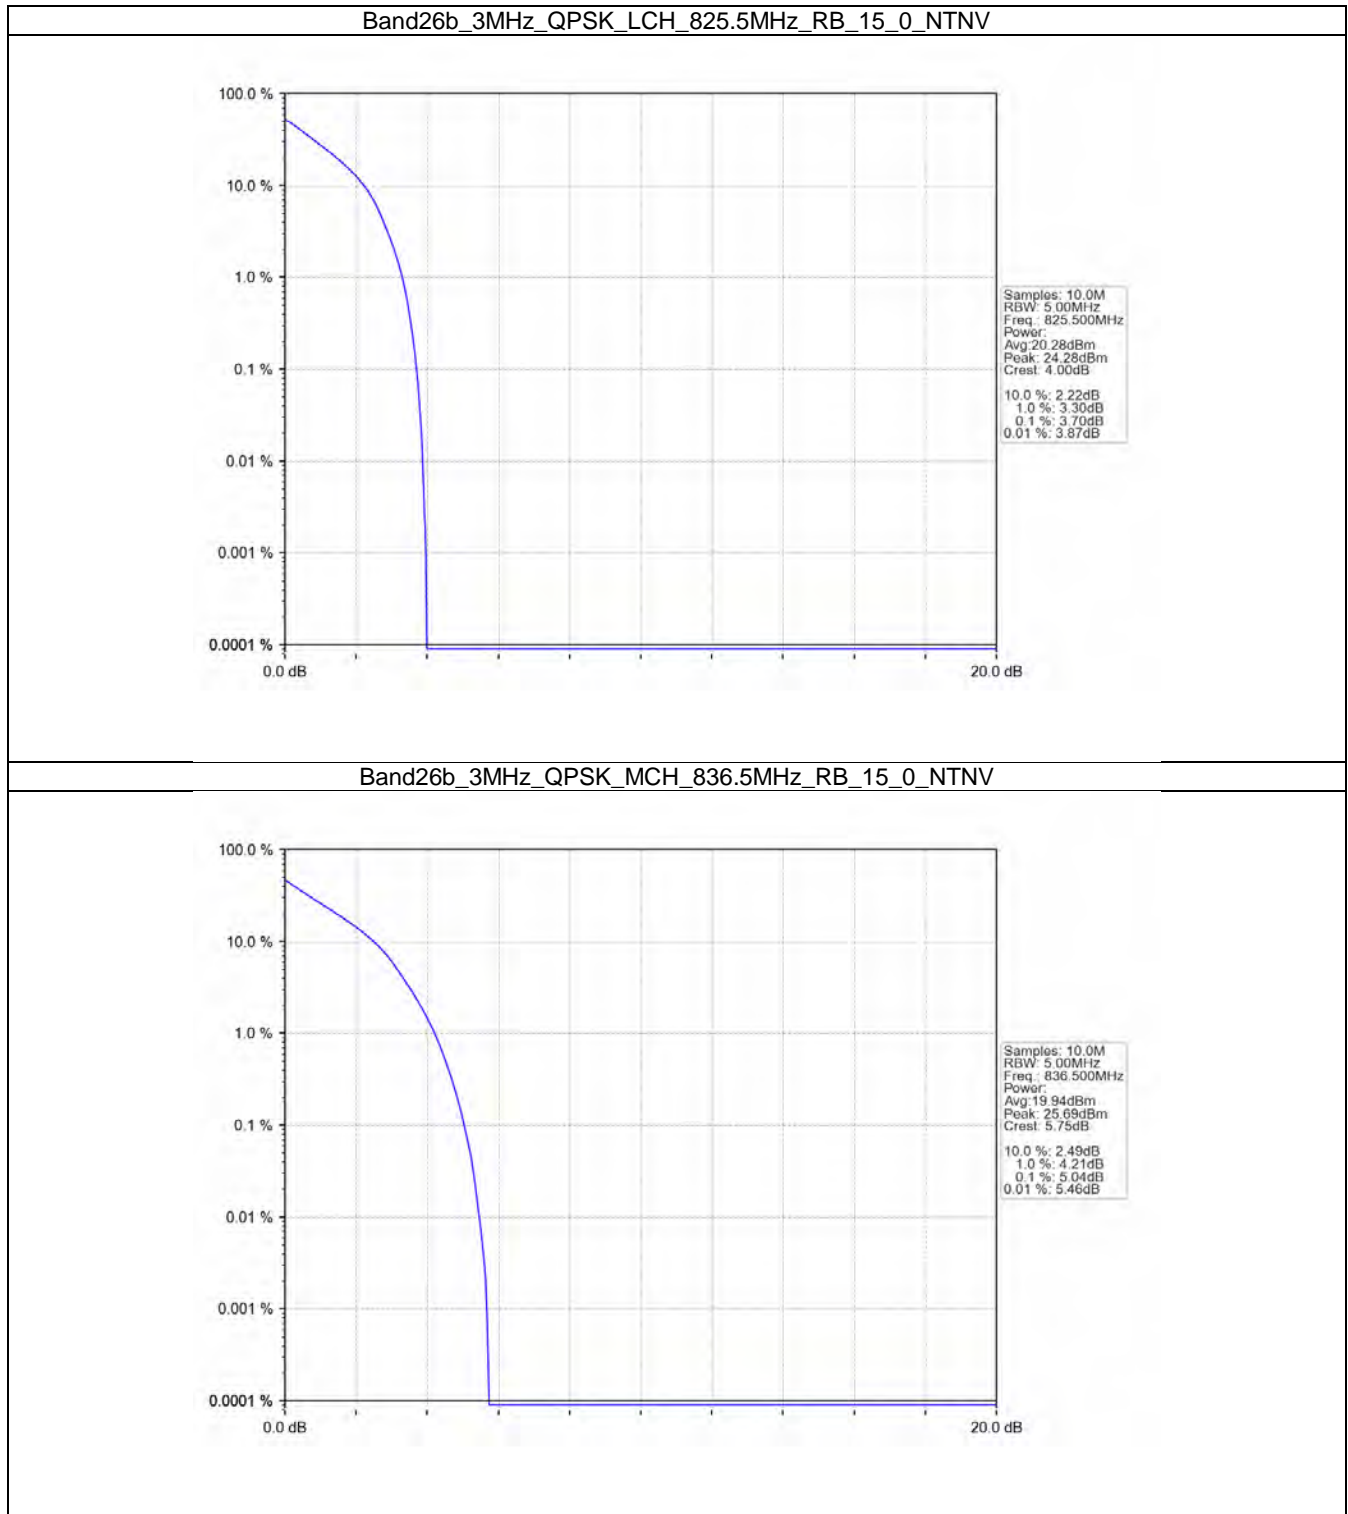 Band26b_3MHz_QPSK_LCH_825.5MHz_RB_15_0_NTNV
100.0 %
10.0 %
1.0 %
0.1 %
0.01 %
0.001 %
0.0001 %
0.0 dB
20.0 dB
Samples: 10.0M
RBW: 5.00MHz
Freq.: 825.500MHz
Power:
Avg:20.28dBm
Peak: 24.28dBm
Crest: 4.00dB
10.0 %: 2.22dB
1.0 %: 3.30dB
0.1 %: 3.70dB
0.01 %: 3.87dB
Band26b_3MHz_QPSK_MCH_836.5MHz_RB_15_0_NTNV
100.0 %
10.0 %
1.0 %
0.1 %
0.01 %
0.001 %
0.0001 %
0.0 dB
20.0 dB
Samples: 10.0M
RBW: 5.00MHz
Freq.: 836.500MHz
Power:
Avg:19.94dBm
Peak: 25.69dBm
Crest: 5.75dB
10.0 %: 2.49dB
1.0 %: 4.21dB
0.1 %: 5.04dB
0.01 %: 5.46dB